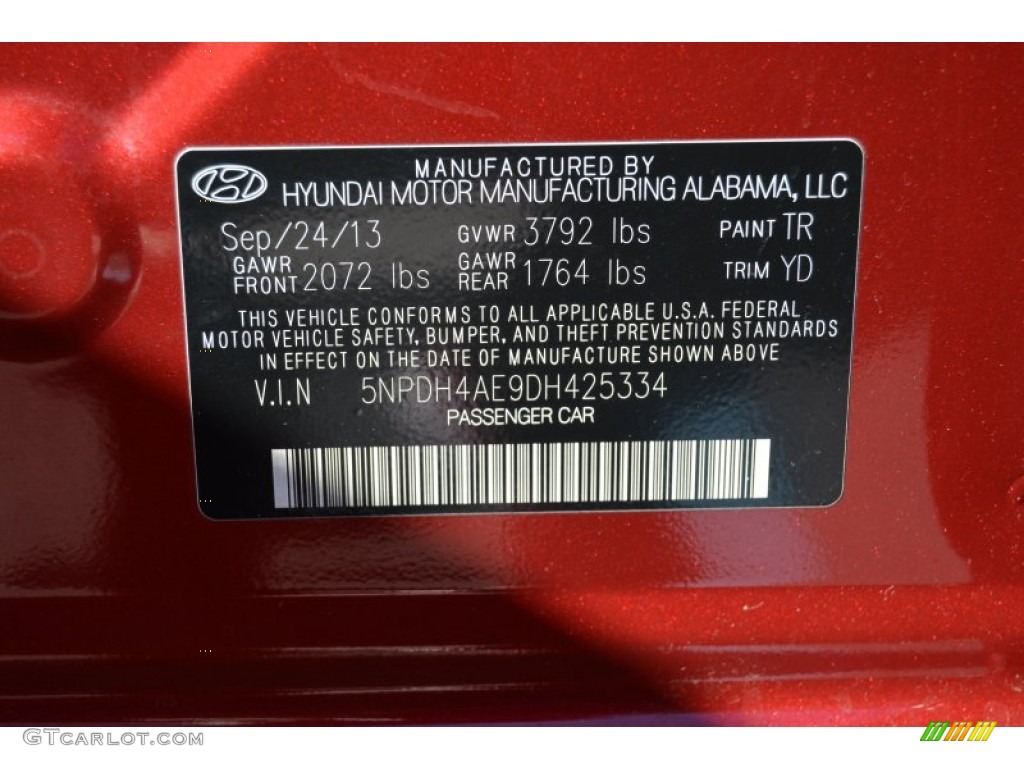 MANUFACTURED BY
HYUNDAI MOTOR MANUFACTURING ALABAMA, LLC
Sep/24/13 GVWR 3792 lbs PAINT TR
GAWR FRONT 2072 lbs GAWR REAR 1764 lbs TRIM YD
THIS VEHICLE CONFORMS TO ALL APPLICABLE U.S.A. FEDERAL
MOTOR VEHICLE SAFETY, BUMPER, AND THEFT PREVENTION STANDARDS
IN EFFECT ON THE DATE OF MANUFACTURE SHOWN ABOVE
V.I.N 5NPDH4AE9DH425334
PASSENGER CAR
GTCARLOT.COM